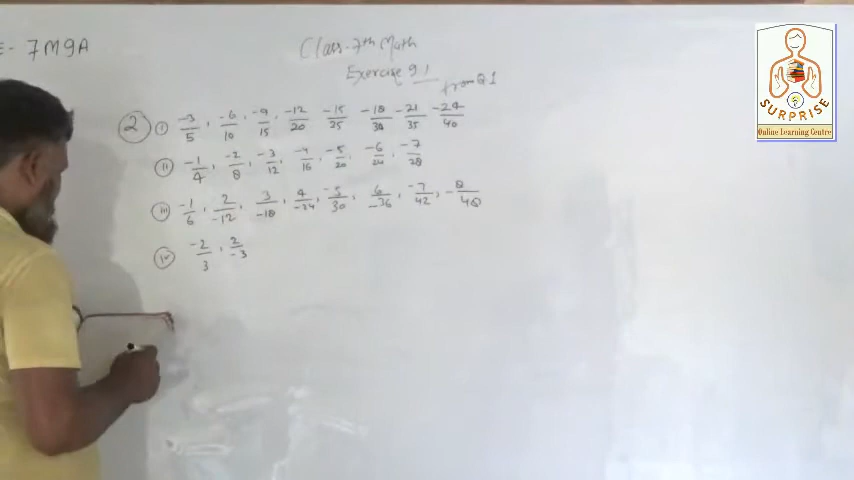 E- 7M9A
Class-7th Math
Exercise 9.1
from Q1
2 (i) -3/5, -6/10, -9/15, -12/20, -15/25 -18/30 -21/35 -24/40
(ii) -1/4, -2/8, -3/12, -4/16, -5/20, -6/24, -7/28
(iii) -1/6, 2/-12, 3/-18, 4/-24, -5/30, 6/-36, -7/42, -8/48
(iv) -2/3, 2/-3
SURPRISE
Online Learning Centre